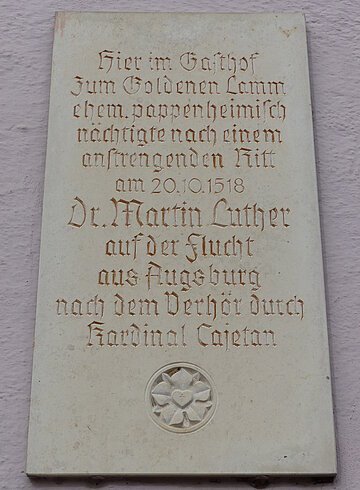 Hier im Gasthof
Zum Goldenen Lamm
ehem. pappenheimisch
nächtigte nach einem
anstrengenden Ritt
am 20.10.1518
Dr. Martin Luther
auf der Flucht
aus Augsburg
nach dem Verhör durch
Kardinal Cajetan